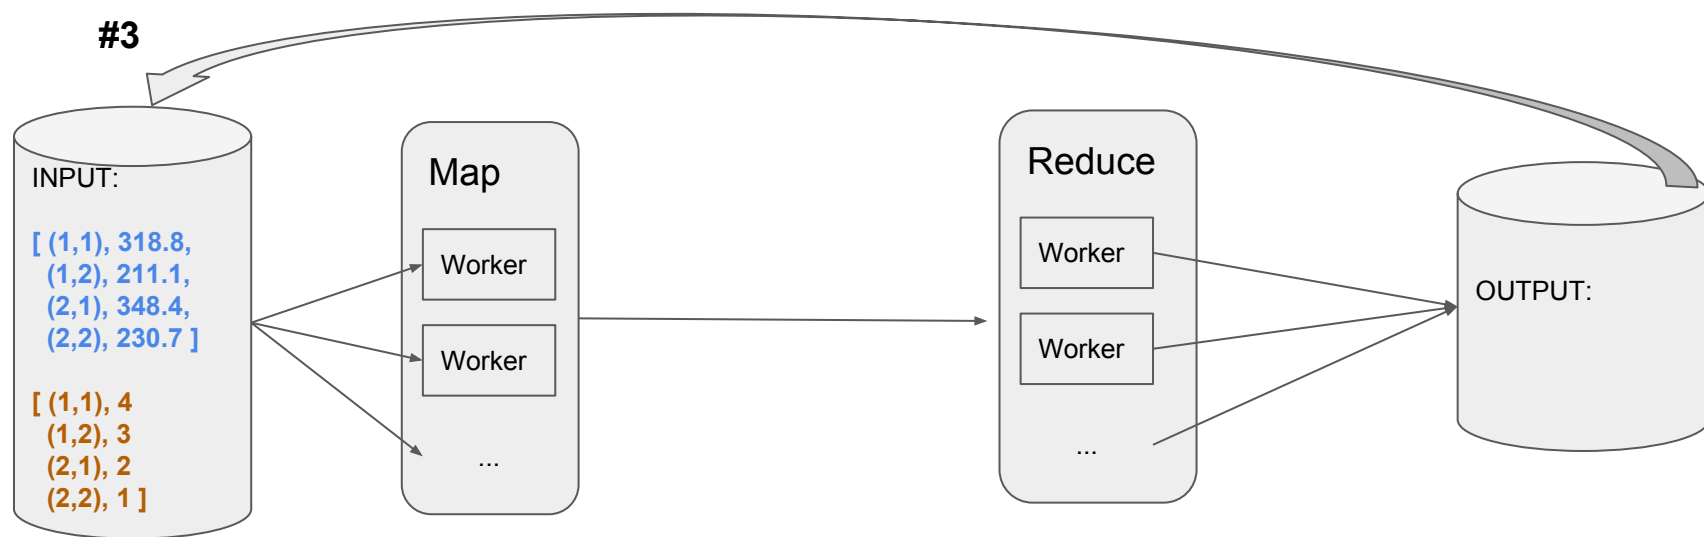 #3
INPUT:
[ (1,1), 318.8,
(1,2), 211.1,
(2,1), 348.4,
(2,2), 230.7 ]
[ (1,1), 4
(1,2), 3
(2,1), 2
(2,2), 1 ]
Map
Worker
Worker
...
Reduce
Worker
Worker
...
OUTPUT: